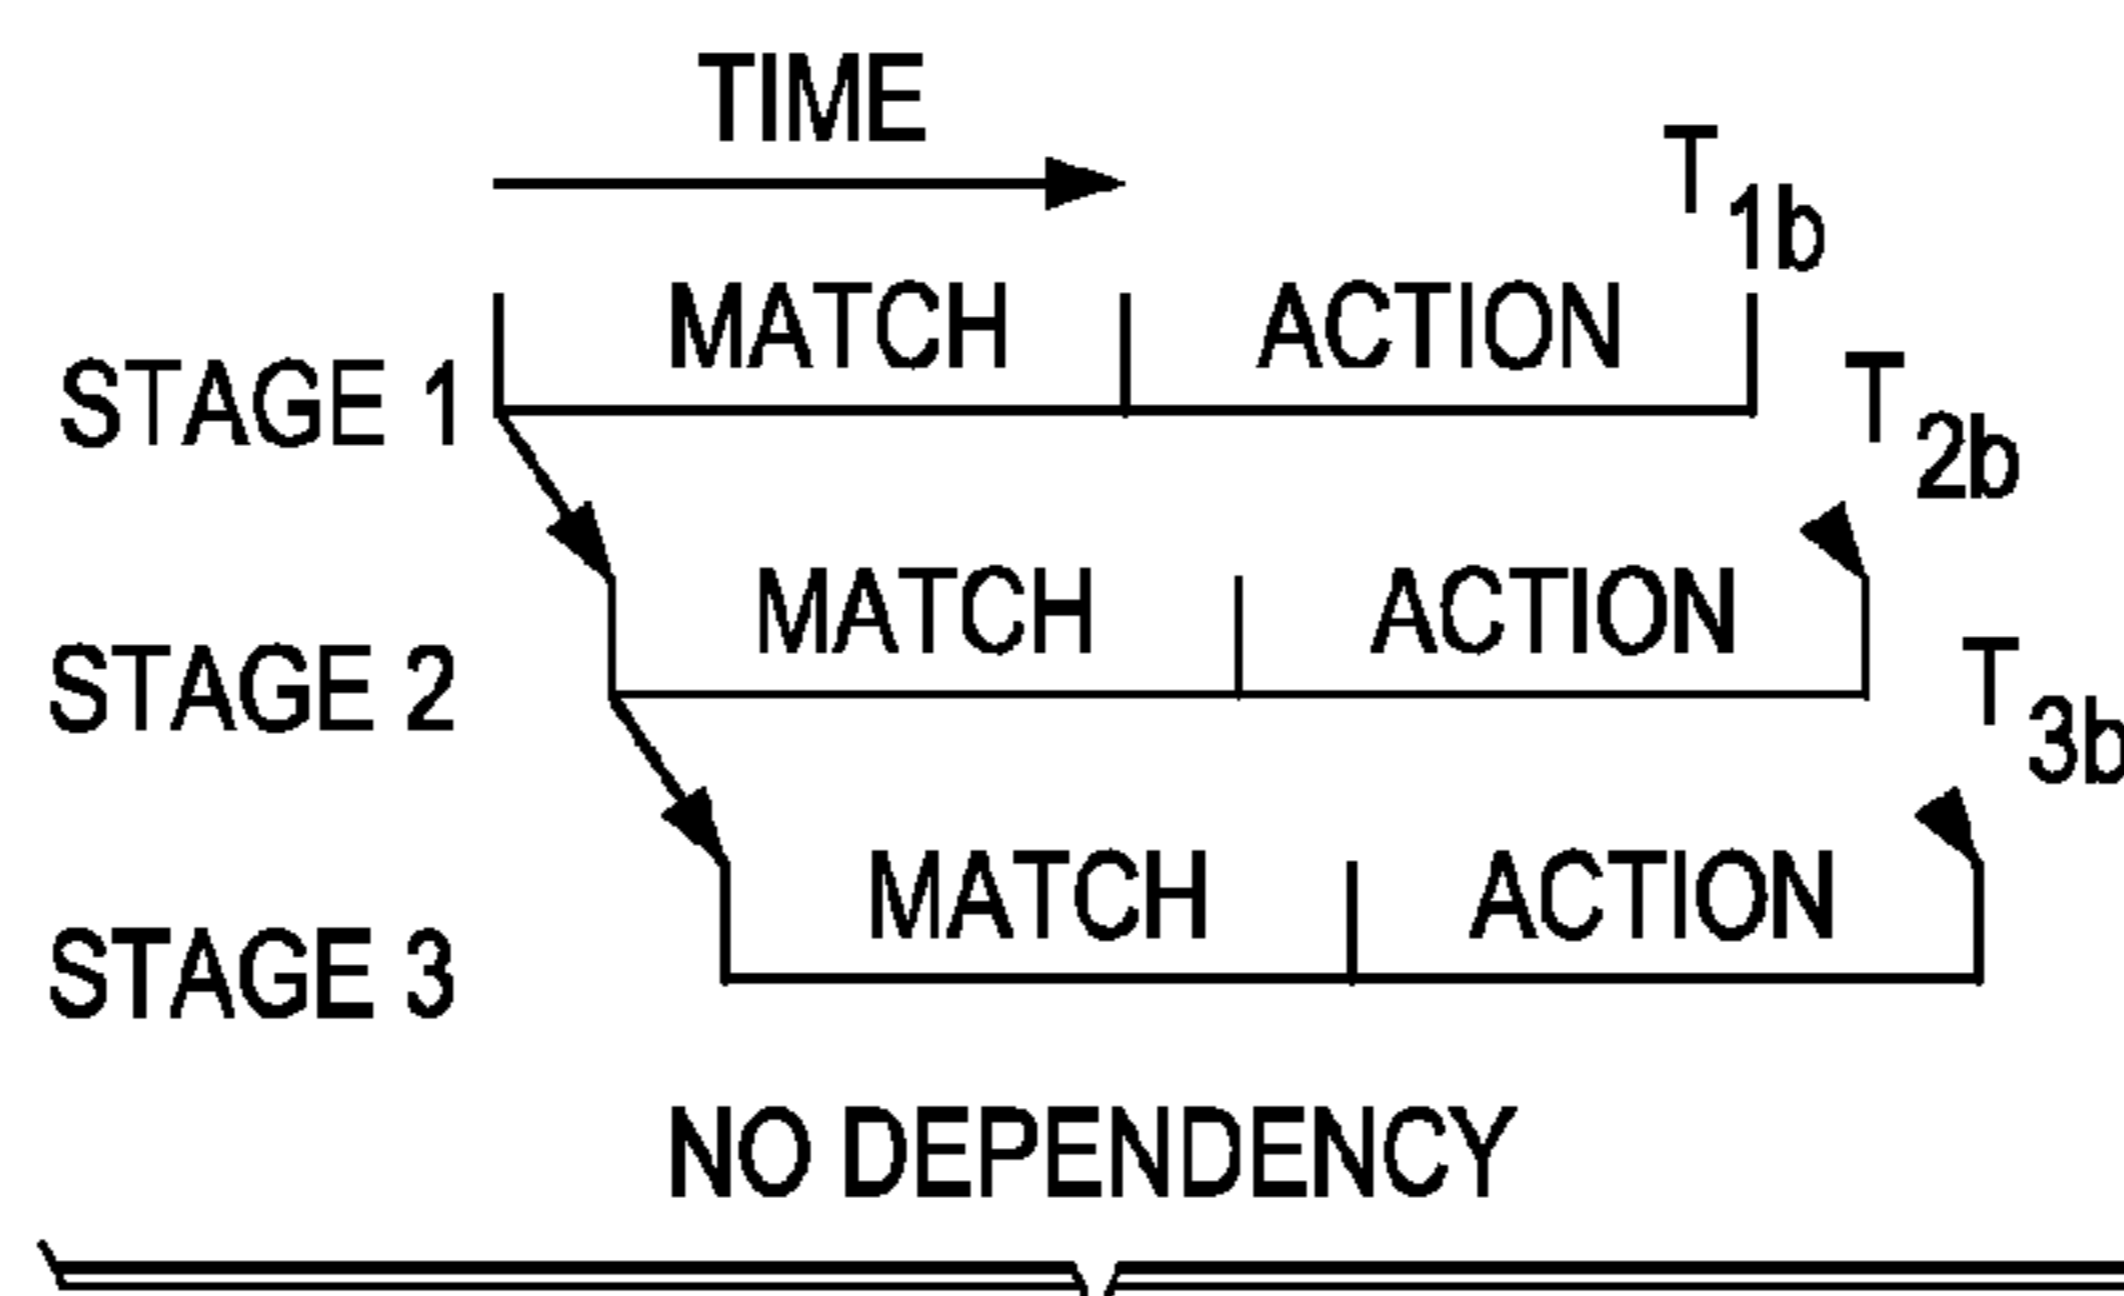 TIME
T1b
MATCH ACTION
STAGE 1
T2b
MATCH ACTION
STAGE 2
T3b
MATCH ACTION
STAGE 3
NO DEPENDENCY